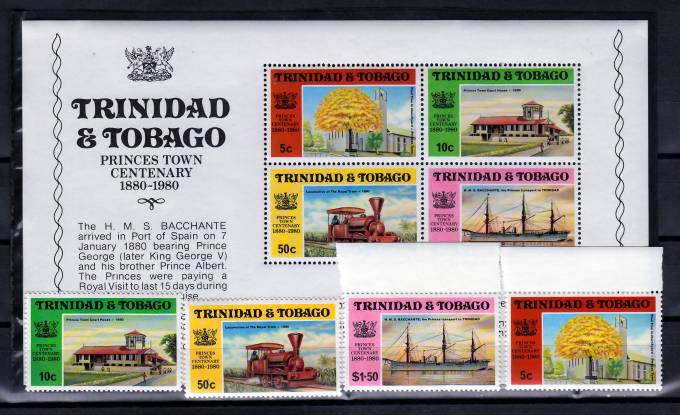 TRINIDAD
& TOBAGO
PRINCES TOWN
CENTENARY
1880-1980
The H. M. S. BACCHANTE
arrived in Port of Spain on 7
January 1880 bearing Prince
George (later King George V)
and his brother Prince Albert.
The Princes were paying a
Royal Visit to last 15 days during
TRINIDAD & TOBAGO
PRINCES
TOWN
CENTENARY
1880-1980
5c
TRINIDAD & TOBAGO
Princes Town Court House - 1980
PRINCES
TOWN
CENTENARY
1880-1980
10c
TRINIDAD & TOBAGO
Locomotive of The Royal Train - 1880
PRINCES
TOWN
CENTENARY
1880-1980
50c
TRINIDAD & TOBAGO
H.M.S. BACCHANTE, the Princes transport to TRINIDAD
PRINCES
TOWN
CENTENARY
1880-1980
TRINIDAD & TOBAGO
Princes Town Court House - 1980
PRINCES
TOWN
CENTENARY
1880-1980
10c
TRINIDAD & TOBAGO
Locomotive of The Royal Train - 1880
PRINCES
TOWN
CENTENARY
1880-1980
50c
TRINIDAD & TOBAGO
H.M.S. BACCHANTE, the Princes transport to TRINIDAD
PRINCES
TOWN
CENTENARY
1880-1980
$1·50
TRINIDAD & TOBAGO
PRINCES
TOWN
CENTENARY
1880-1980
5c